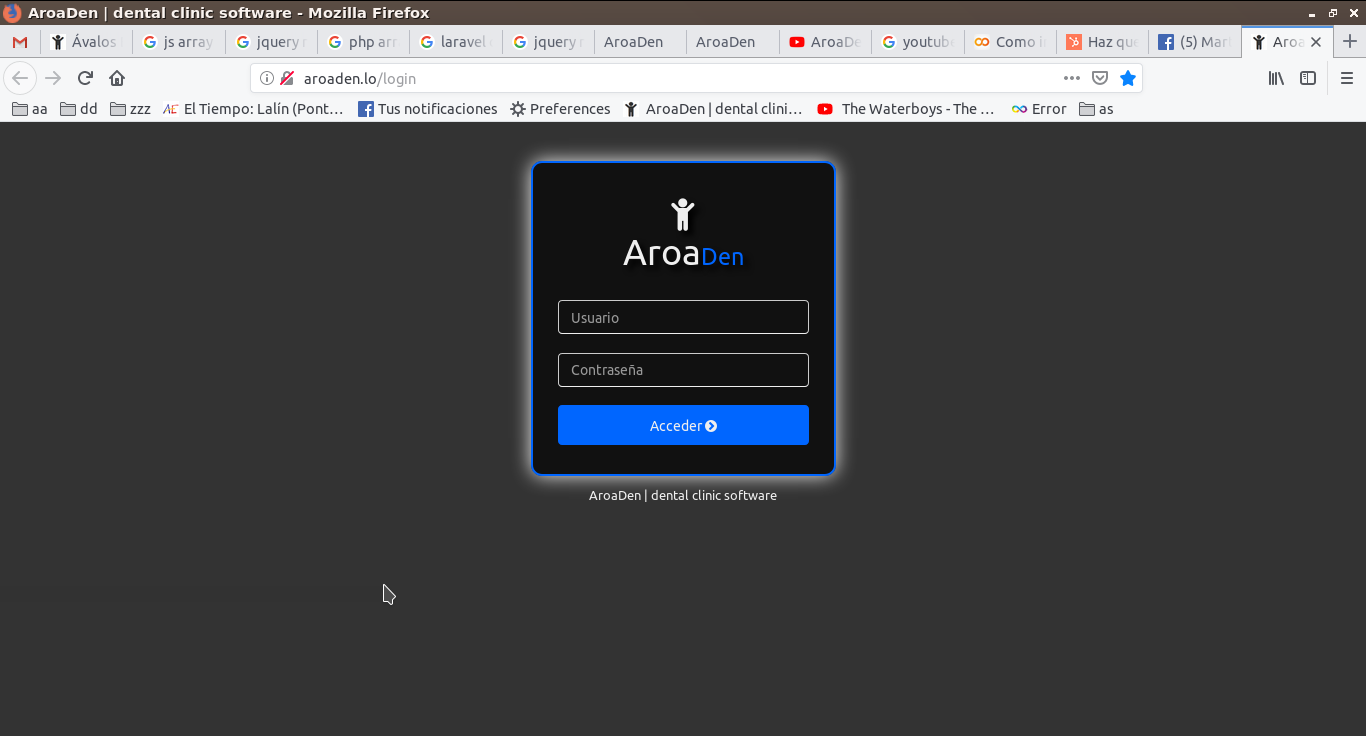 AroaDen | dental clinic software - Mozilla Firefox
Ávalos js array jquery php arr laravel jquery AroaDen AroaDen AroaDe youtube Como Haz que (5) Mar Aroa
aroaden.lo/login
aa dd zzz El Tiempo: Lalín (Pont… Tus notificaciones Preferences AroaDen | dental clini… The Waterboys - The … Error as
AroaDen
Usuario
Contraseña
Acceder
AroaDen | dental clinic software